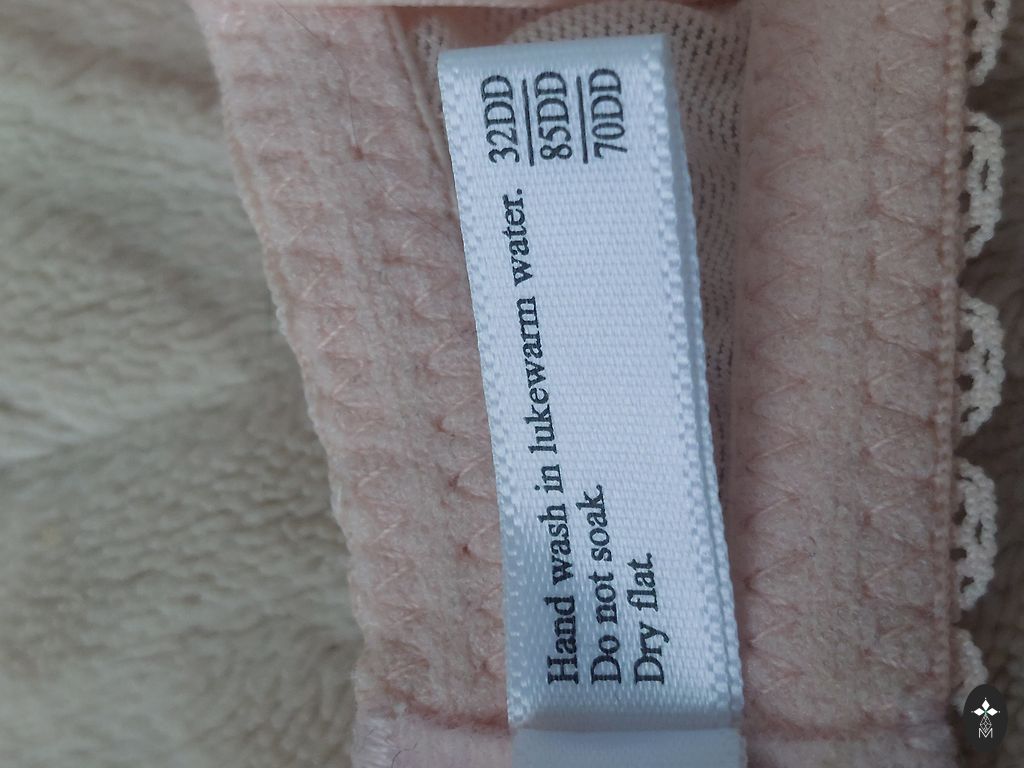 32DD
85DD
70DD
Hand wash in lukewarm water.
Do not soak.
Dry flat.